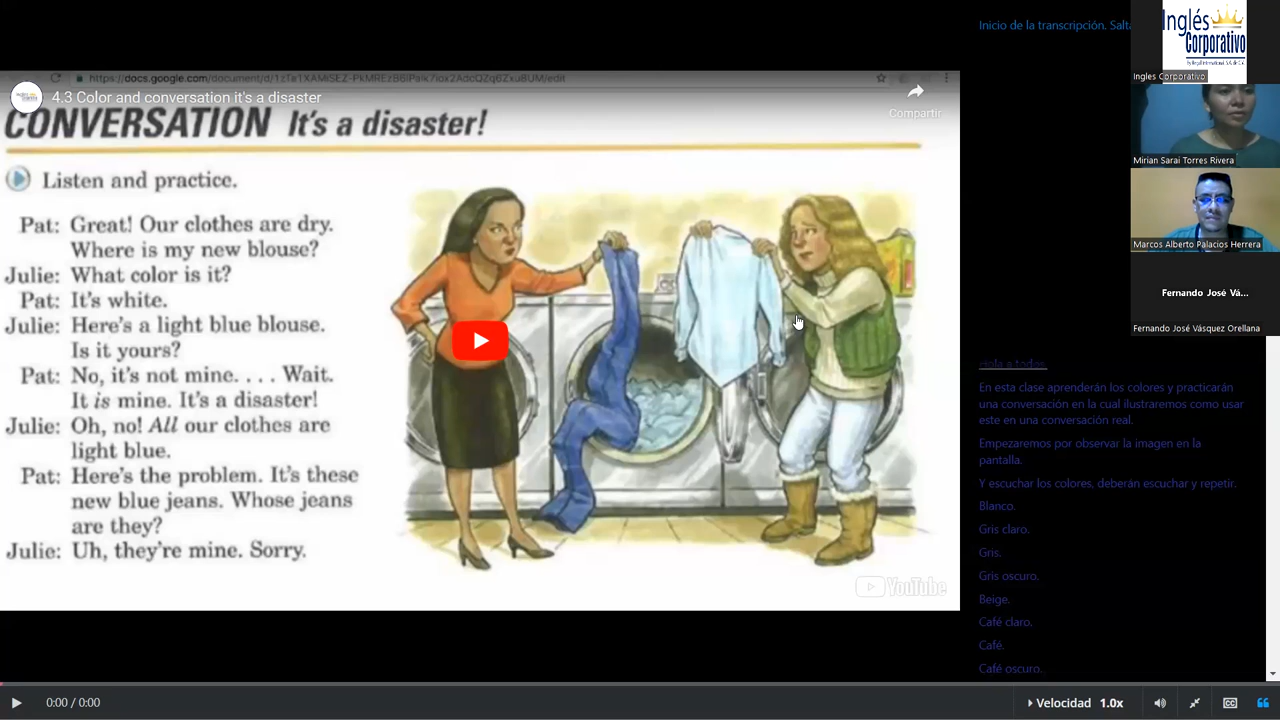 https://docs.google.com/document/d/
4.3 Color and conversation it's a disaster
Compartir
CONVERSATION It's a disaster!
Listen and practice.
Pat: Great! Our clothes are dry.
Where is my new blouse?
Julie: What color is it?
Pat: It's white.
Julie: Here's a light blue blouse.
Is it yours?
Pat: No, it's not mine. . . . Wait.
It is mine. It's a disaster!
Julie: Oh, no! All our clothes are
light blue.
Pat: Here's the problem. It's these
new blue jeans. Whose jeans
are they?
Julie: Uh, they're mine. Sorry.
YouTube
Inicio de la transcripción. Salta
Inglés
Corporativo
Ingles Corporativo
Mirian Sarai Torres Rivera
Marcos Alberto Palacios Herrera
Fernando José Vá...
Fernando José Vásquez Orellana
Hola a todos.
En esta clase aprenderán los colores y practicarán
una conversación en la cual ilustraremos como usar
este en una conversación real.
Empezaremos por observar la imagen en la
pantalla.
Y escuchar los colores, deberán escuchar y repetir.
Blanco.
Gris claro.
Gris.
Gris oscuro.
Beige.
Café claro.
Café.
Café oscuro.
0:00 / 0:00
Velocidad 1.0x
CC